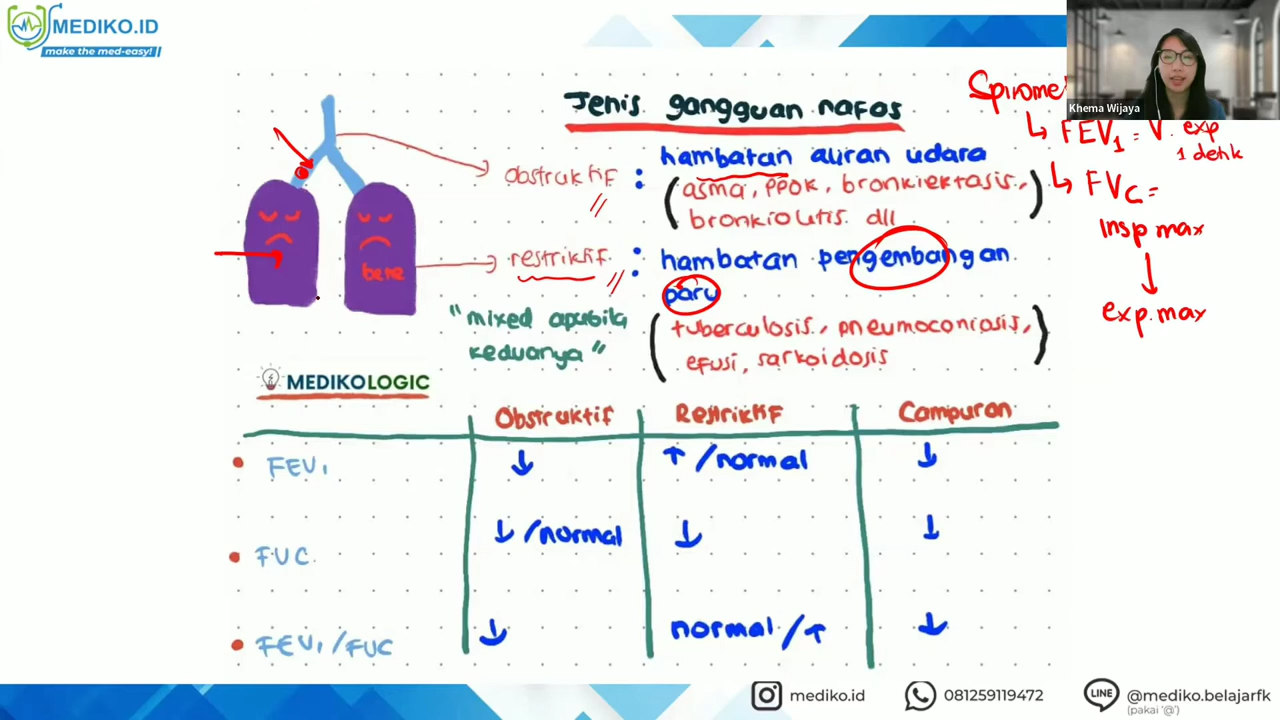 MEDIKO.ID
make the med-easy!
Jenis gangguan nafas
obstruktif : hambatan aliran udara
(asma, PPOK, bronkiektasis,
bronkiolitis dll)
restriktif : hambatan pengembangan
paru
(tuberculosis, pneumoconiosis,
efusi, sarkoidosis)
"mixed apabila
keduanya"
Khema Wijaya
FEV1 = V. exp
1 detik
FVC =
insp max
exp. max
MEDIKOLOGIC
Obstruktif Restriktif Campuran
FEV1 ↓ ↑/normal ↓
FVC ↓/normal ↓ ↓
FEV1/FVC ↓ normal/↑ ↓
mediko.id
081259119472
LINE
@mediko.belajarfk
(pakai '@')